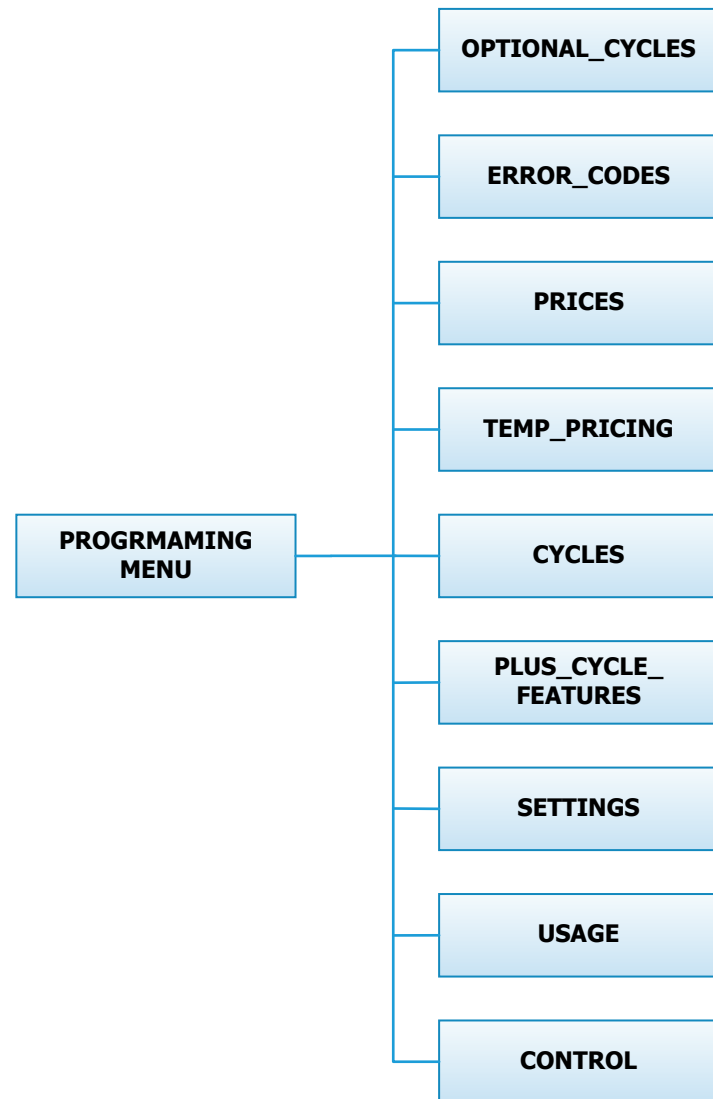 OPTIONAL_CYCLES
ERROR_CODES
PRICES
TEMP_PRICING
PROGRMAMING
MENU
CYCLES
PLUS_CYCLE_
FEATURES
SETTINGS
USAGE
CONTROL